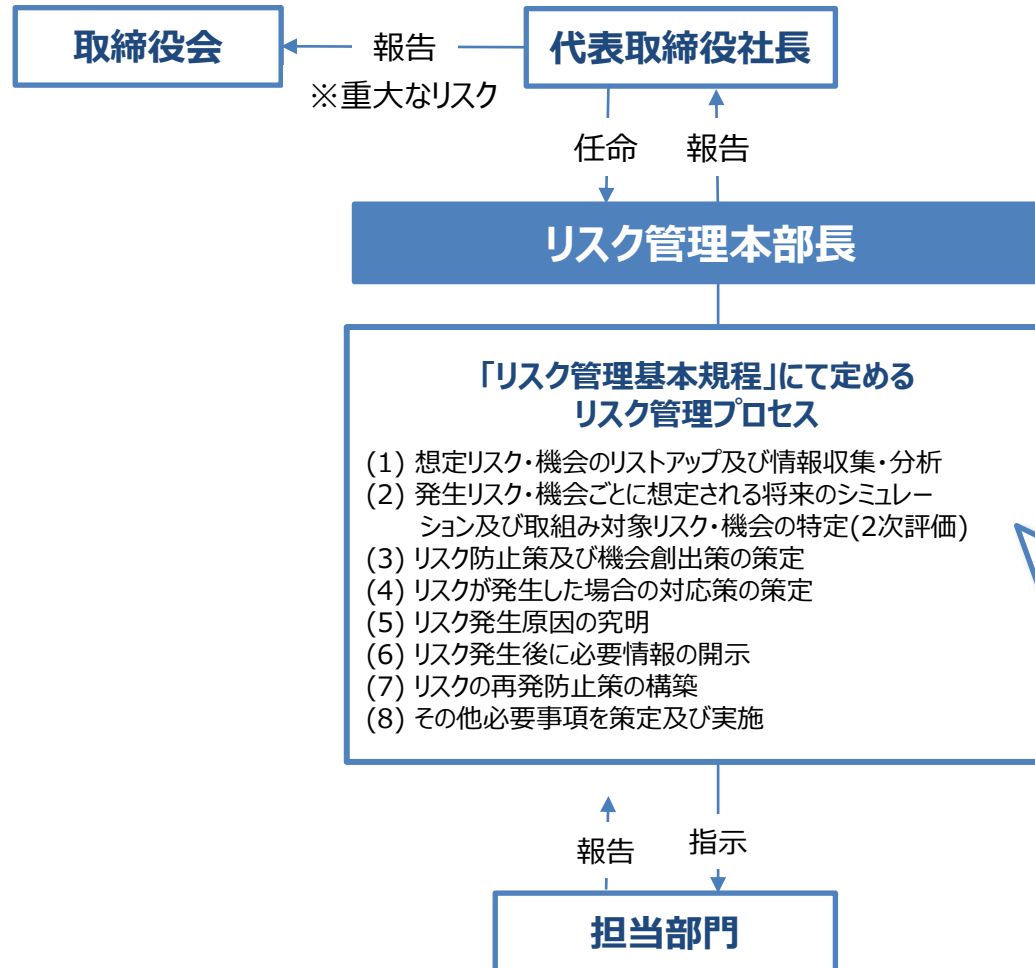 取締役会
報告
代表取締役社長
※重大なリスク
任命
報告
リスク管理本部長
「リスク管理基本規程」にて定める
リスク管理プロセス
(1) 想定リスク・機会のリストアップ及び情報収集・分析
(2) 発生リスク・機会ごとに想定される将来のシミュレー
ション及び取組み対象リスク・機会の特定(2次評価)
(3) リスク防止策及び機会創出策の策定
(4) リスクが発生した場合の対応策の策定
(5) リスク発生原因の究明
(6) リスク発生後に必要情報の開示
(7) リスクの再発防止策の構築
(8) その他必要事項を策定及び実施
報告
指示
担当部門